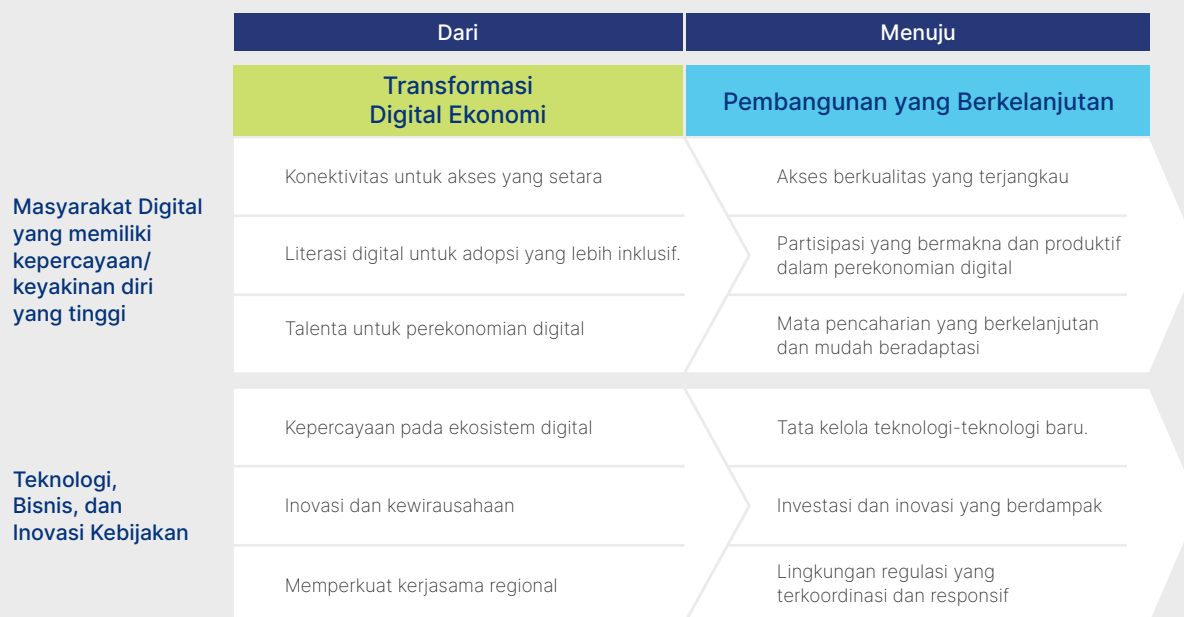 Dari
Menuju
Transformasi
Digital Ekonomi
Pembangunan yang Berkelanjutan
Masyarakat Digital
yang memiliki
kepercayaan/
keyakinan diri
yang tinggi
Konektivitas untuk akses yang setara
Akses berkualitas yang terjangkau
Literasi digital untuk adopsi yang lebih inklusif.
Partisipasi yang bermakna dan produktif
dalam perekonomian digital
Talenta untuk perekonomian digital
Mata pencaharian yang berkelanjutan
dan mudah beradaptasi
Teknologi,
Bisnis, dan
Inovasi Kebijakan
Kepercayaan pada ekosistem digital
Tata kelola teknologi-teknologi baru.
Inovasi dan kewirausahaan
Investasi dan inovasi yang berdampak
Memperkuat kerjasama regional
Lingkungan regulasi yang
terkoordinasi dan responsif